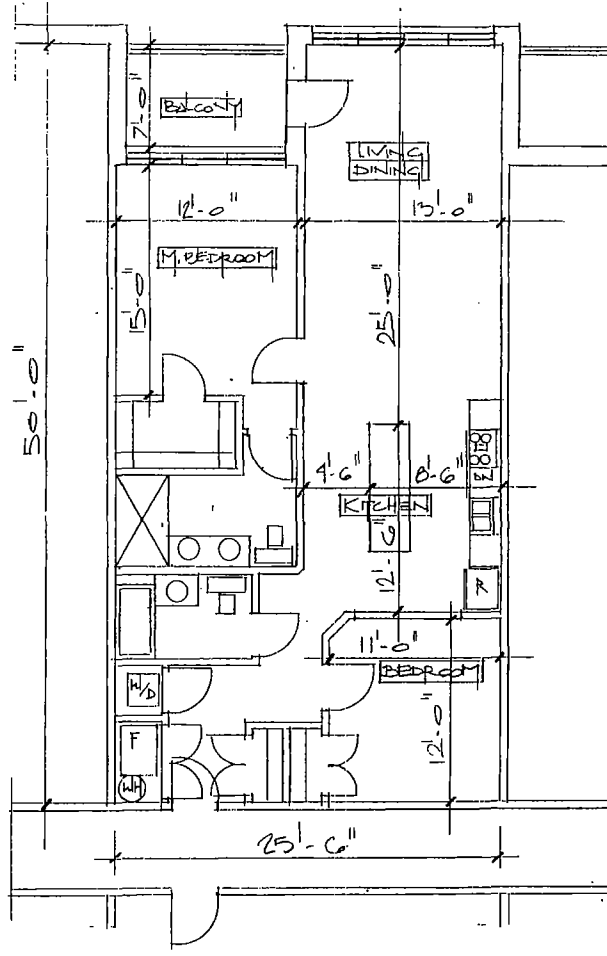 7'-0"
BALCONY
LIVING
DINING
12'-0"
13'-0"
M. BEDROOM
15'-0"
25'-0"
50'-0"
4'-6"
8'-6"
DW
KITCHEN
12'-6"
R
11'-0"
BEDROOM
W/D
F
12'-0"
WH
25'-6"